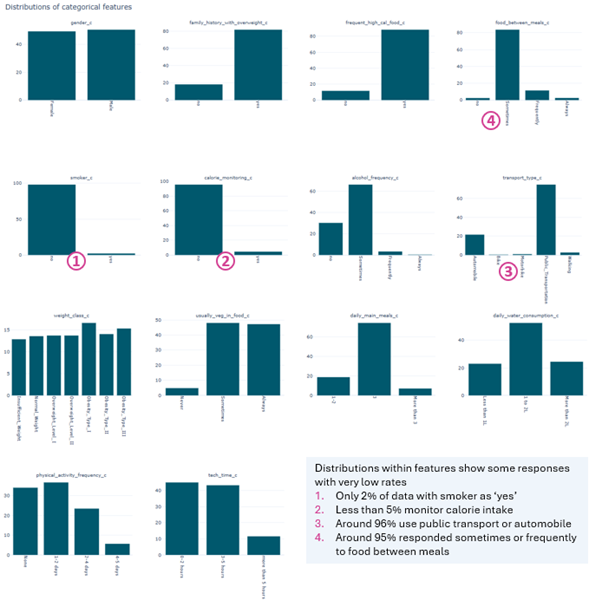 Distributions of categorical features
gender_c
family_history_with_overweight_c
frequent_high_cal_food_c
food_between_meals_c
40
20
0
Female
Male
80
60
40
20
0
no
yes
80
60
40
20
0
no
yes
80
60
40
20
0
no
Sometimes
Frequently
Always
4
smoker_c
calorie_monitoring_c
alcohol_frequency_c
transport_type_c
100
50
0
no
yes
1
80
60
40
20
0
no
yes
2
60
40
20
0
no
Sometimes
Frequently
Always
60
40
20
0
Automobile
Bike
Motorbike
Public_Transportation
Walking
3
weight_class_c
usually_veg_in_food_c
daily_main_meals_c
daily_water_consumption_c
15
10
5
0
Insufficient_Weight
Normal_Weight
Overweight_Level_I
Overweight_Level_II
Obesity_Type_I
Obesity_Type_II
Obesity_Type_III
50
40
30
20
10
0
Never
Sometimes
Always
60
40
20
0
1-2
3
More than 3
40
20
0
Less than 1L
1 to 2L
More than 2L
physical_activity_frequency_c
tech_time_c
30
20
10
0
None
1-2 days
2-4 days
4-5 days
40
30
20
10
0
0-2 hours
3-5 hours
more than 5 hours
Distributions within features show some responses
with very low rates
1. Only 2% of data with smoker as ‘yes’
2. Less than 5% monitor calorie intake
3. Around 96% use public transport or automobile
4. Around 95% responded sometimes or frequently
to food between meals